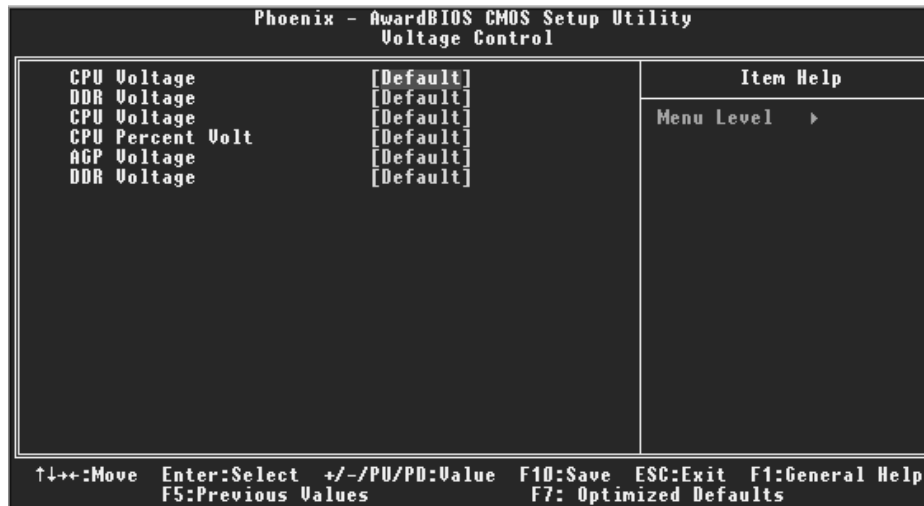 Phoenix - AwardBIOS CMOS Setup Utility
Voltage Control
CPU Voltage [Default]
DDR Voltage [Default]
CPU Voltage [Default]
CPU Percent Volt [Default]
AGP Voltage [Default]
DDR Voltage [Default]
Item Help
Menu Level ▸
↑↓→←:Move Enter:Select +/-/PU/PD:Value F10:Save ESC:Exit F1:General Help
F5:Previous Values F7: Optimized Defaults